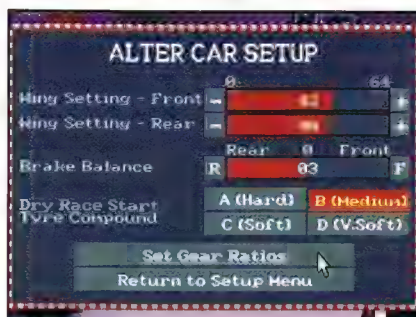 ALTER CAR SETUP
0 64
Wing Setting - Front -  +
Wing Setting - Rear - +
Rear 0 Front
Brake Balance R 03 F
Dry Race Start A (Hard) B (Medium)
Tyre Compound C (Soft) D (V.Soft)
Set Gear Ratios
Return to Setup Menu